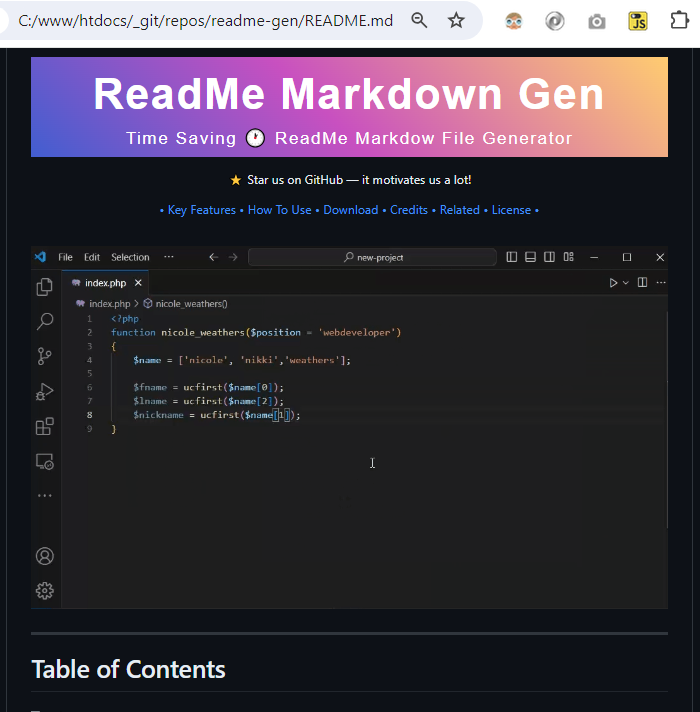 C:/www/htdocs/_git/repos/readme-gen/README.md
JS
ReadMe Markdown Gen
Time Saving 🕐 ReadMe Markdow File Generator
⭐ Star us on GitHub — it motivates us a lot!
• Key Features • How To Use • Download • Credits • Related • License •
File Edit Selection ··· new-project
index.php
index.php > nicole_weathers()
1 <?php
2 function nicole_weathers($position = 'webdeveloper')
3 {
4 $name = ['nicole', 'nikki','weathers'];
5
6 $fname = ucfirst($name[0]);
7 $lname = ucfirst($name[2]);
8 $nickname = ucfirst($name[1]);
9 }
Table of Contents